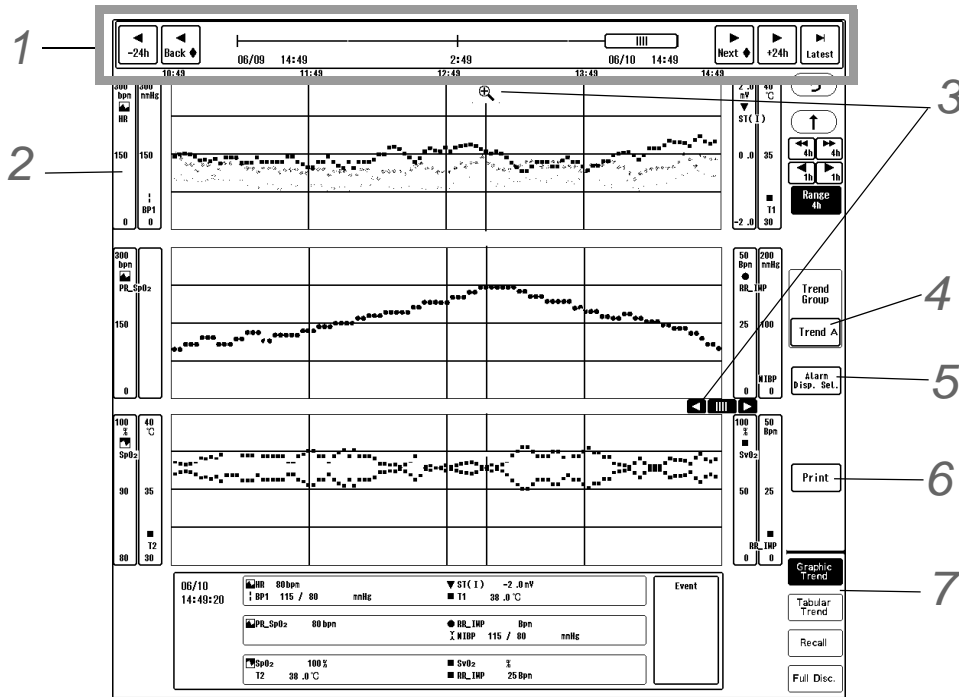 1
-24h
Back
06/09 14:49
2:49
06/10 14:49
Next
+24h
Latest
10:49 11:49 12:49 13:49 14:49
2
3
4
5
6
7
300 bpm
HR
150
0
300 mmHg
150
BP1
0
2.0 mV
ST(I)
0.0
-2.0
40 ℃
35
T1
30
4h 4h
1h 1h
Range
4h
300 bpm
PR_SpO₂
150
0
50 Bpm
RR_IMP
25
0
200 mmHg
100
NIBP
0
Trend
Group
Trend A
Alarm
Disp. Sel.
100 %
SpO₂
90
80
40 ℃
35
T2
30
100 %
SvO₂
50
0
50 Bpm
25
RR_IMP
0
Print
Graphic
Trend
Tabular
Trend
Recall
Full Disc.
06/10
14:49:20
HR 80bpm ST(I) -2.0mV
BP1 115 / 80 mmHg T1 38.0℃
PR_SpO₂ 80bpm RR_IMP Bpm
NIBP 115 / 80 mmHg
SpO₂ 100% SvO₂ %
T2 38.0℃ RR_IMP 25Bpm
Event